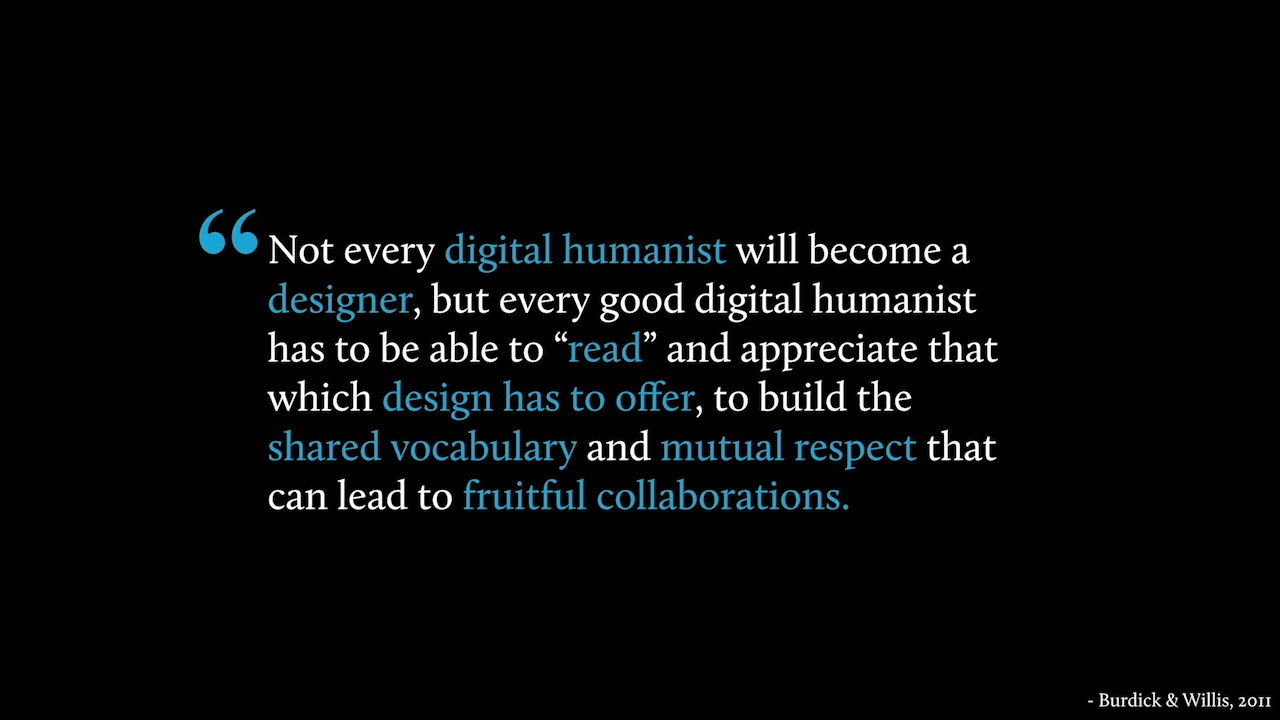 “Not every digital humanist will become a
designer, but every good digital humanist
has to be able to “read” and appreciate that
which design has to offer, to build the
shared vocabulary and mutual respect that
can lead to fruitful collaborations.
- Burdick & Willis, 2011